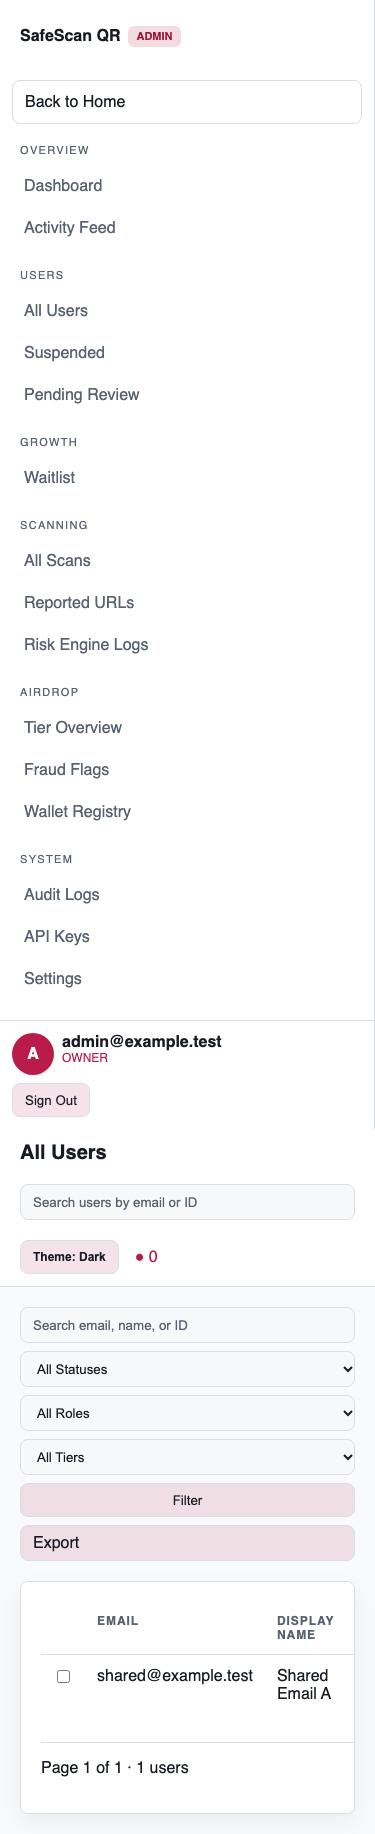 SafeScan QR ADMIN
Back to Home
OVERVIEW
Dashboard
Activity Feed
USERS
All Users
Suspended
Pending Review
GROWTH
Waitlist
SCANNING
All Scans
Reported URLs
Risk Engine Logs
AIRDROP
Tier Overview
Fraud Flags
Wallet Registry
SYSTEM
Audit Logs
API Keys
Settings
A
admin@example.test
OWNER
Sign Out
All Users
Search users by email or ID
Theme: Dark ● 0
Search email, name, or ID
All Statuses
All Roles
All Tiers
Filter
Export
EMAIL DISPLAY
NAME
shared@example.test Shared
Email A
Page 1 of 1 · 1 users